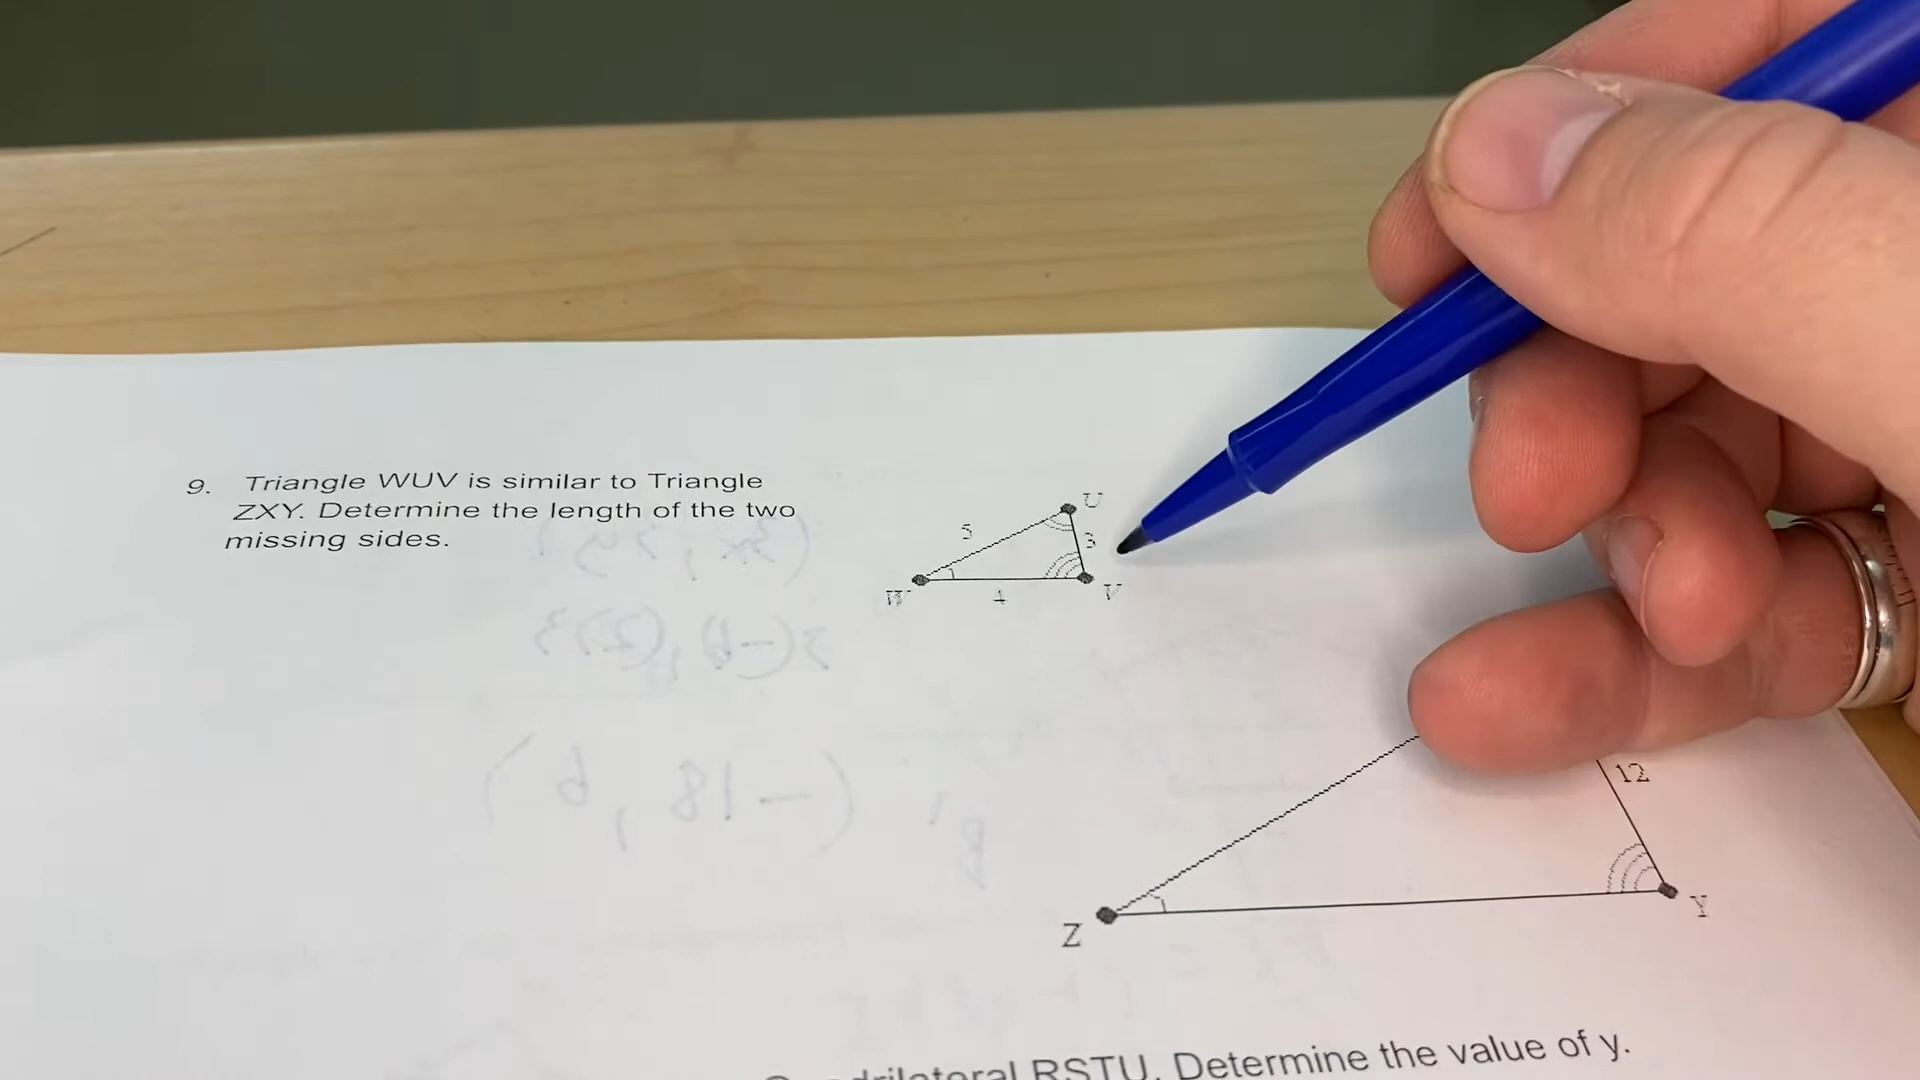 9. Triangle WUV is similar to Triangle
ZXY. Determine the length of the two
missing sides.
U
5
3
W
4
V
12
Z
Y
RSTU. Determine the value of y.